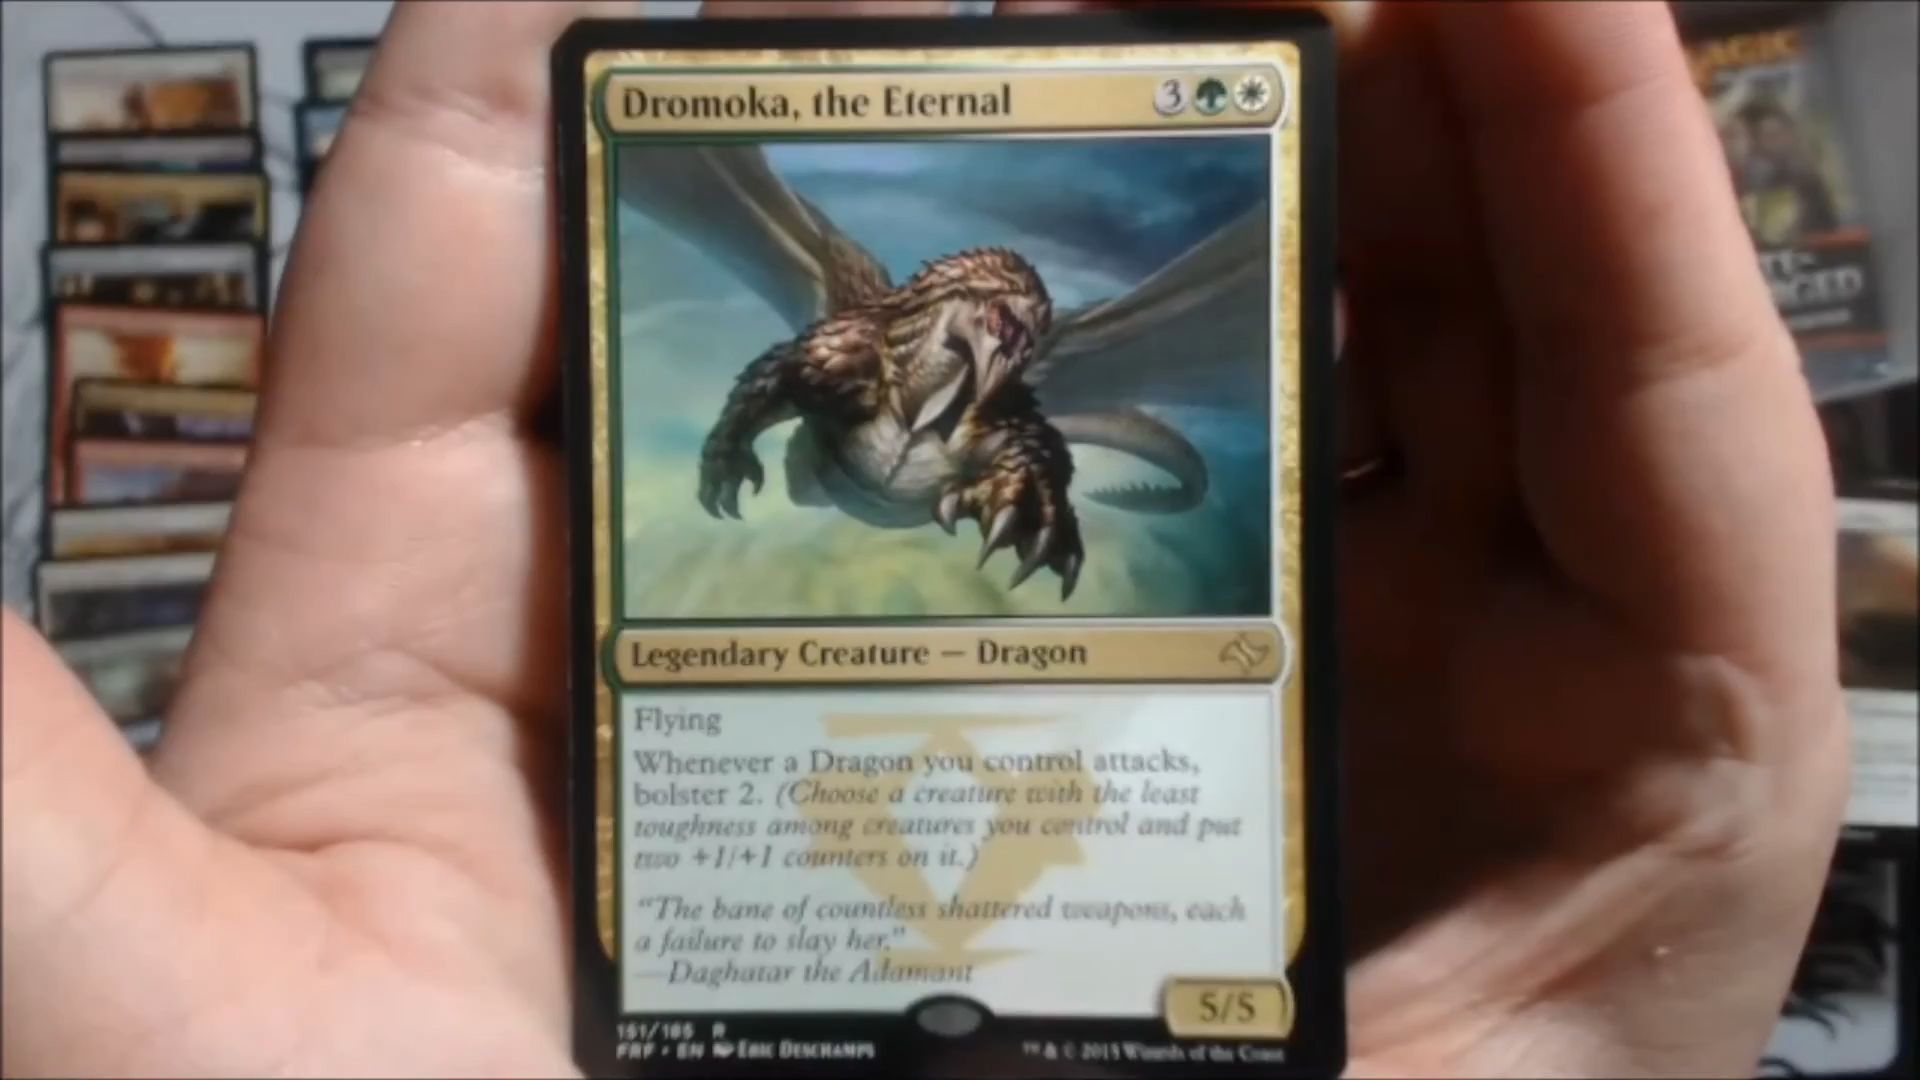 Dromoka, the Eternal 3
Legendary Creature — Dragon
Flying
Whenever a Dragon you control attacks,
bolster 2. (Choose a creature with the least
toughness among creatures you control and put
two +1/+1 counters on it.)
"The bane of countless shattered weapons, each
a failure to slay her."
—Daghatar the Adamant
5/5
151/185 R
FRF • EN Eric Deschamps
™ & © 2015 Wizards of the Coast
MAGIC